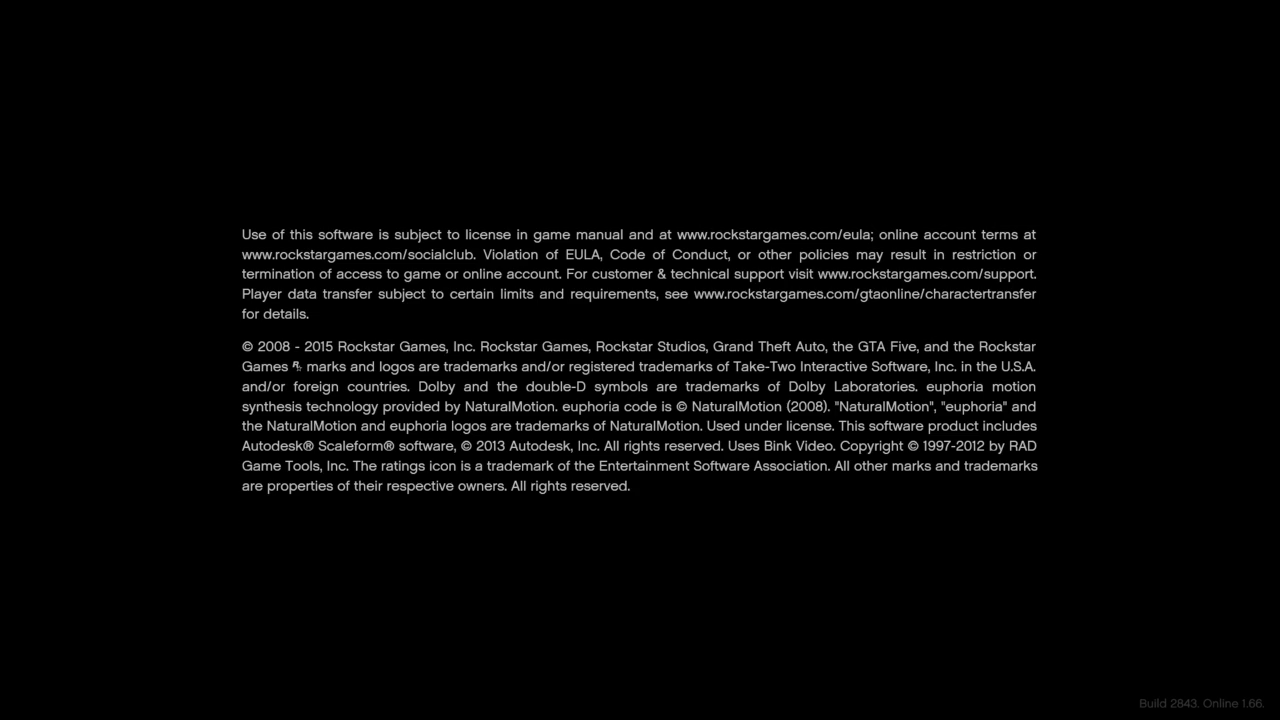 Use of this software is subject to license in game manual and at www.rockstargames.com/eula; online account terms at
www.rockstargames.com/socialclub. Violation of EULA, Code of Conduct, or other policies may result in restriction or
termination of access to game or online account. For customer & technical support visit www.rockstargames.com/support.
Player data transfer subject to certain limits and requirements, see www.rockstargames.com/gtaonline/charactertransfer
for details.
© 2008 - 2015 Rockstar Games, Inc. Rockstar Games, Rockstar Studios, Grand Theft Auto, the GTA Five, and the Rockstar
Games R* marks and logos are trademarks and/or registered trademarks of Take-Two Interactive Software, Inc. in the U.S.A.
and/or foreign countries. Dolby and the double-D symbols are trademarks of Dolby Laboratories. euphoria motion
synthesis technology provided by NaturalMotion. euphoria code is © NaturalMotion (2008). "NaturalMotion", "euphoria" and
the NaturalMotion and euphoria logos are trademarks of NaturalMotion. Used under license. This software product includes
Autodesk® Scaleform® software, © 2013 Autodesk, Inc. All rights reserved. Uses Bink Video. Copyright © 1997-2012 by RAD
Game Tools, Inc. The ratings icon is a trademark of the Entertainment Software Association. All other marks and trademarks
are properties of their respective owners. All rights reserved.
Build 2843. Online 1.66.